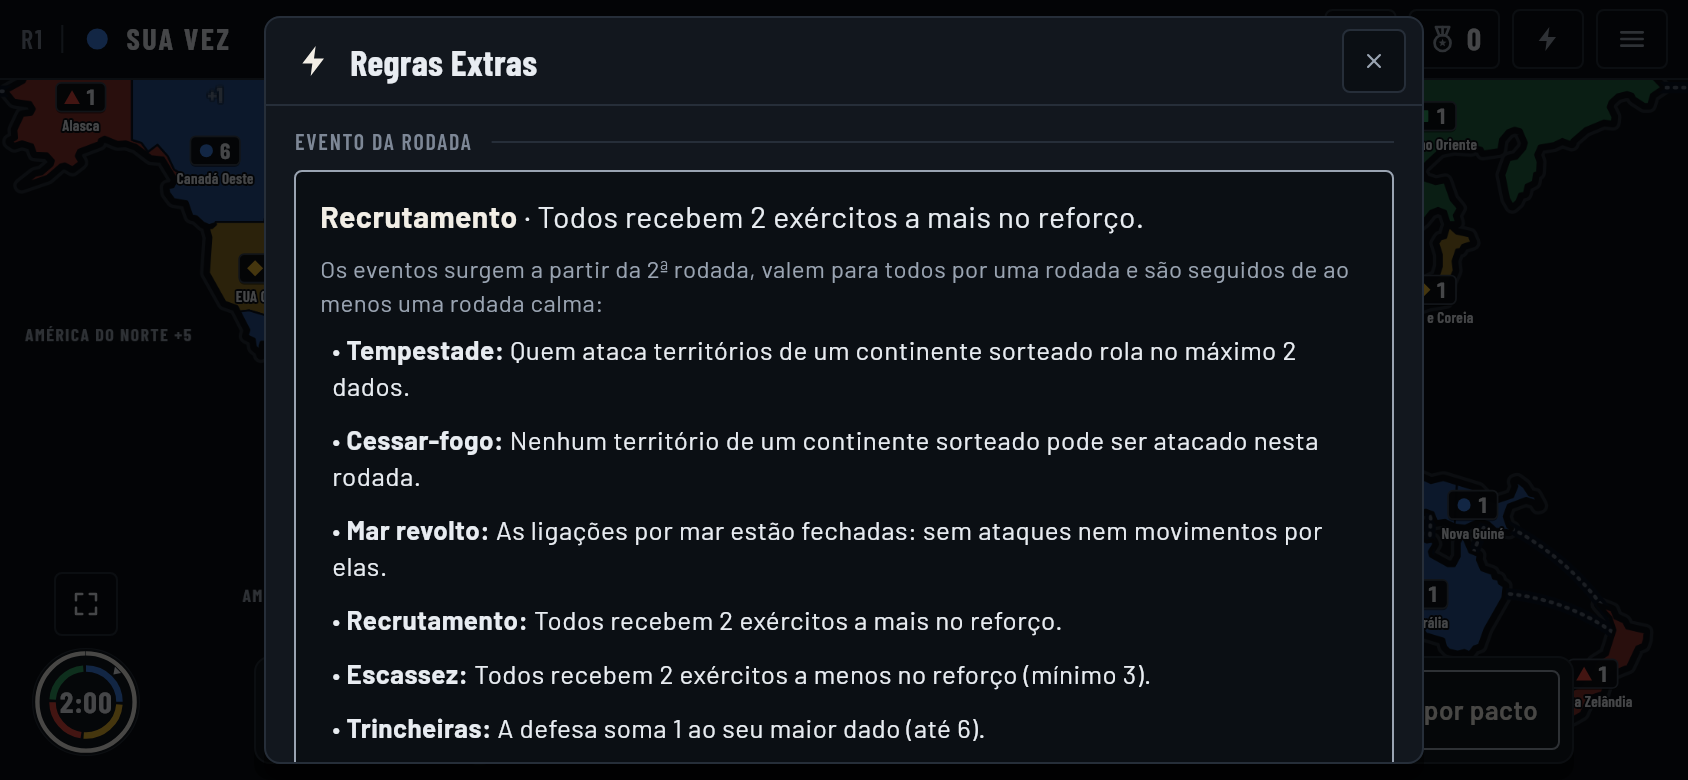 R1
SUA VEZ
Regras Extras
0
EVENTO DA RODADA
Recrutamento · Todos recebem 2 exércitos a mais no reforço.
Os eventos surgem a partir da 2ª rodada, valem para todos por uma rodada e são seguidos de ao
menos uma rodada calma:
• Tempestade: Quem ataca territórios de um continente sorteado rola no máximo 2
dados.
• Cessar-fogo: Nenhum território de um continente sorteado pode ser atacado nesta
rodada.
• Mar revolto: As ligações por mar estão fechadas: sem ataques nem movimentos por
elas.
• Recrutamento: Todos recebem 2 exércitos a mais no reforço.
• Escassez: Todos recebem 2 exércitos a menos no reforço (mínimo 3).
• Trincheiras: A defesa soma 1 ao seu maior dado (até 6).
1
Alasca
+1
6
Canadá Oeste
EUA
AMÉRICA DO NORTE +5
AM
2:00
1
Oriente
1
e Coreia
1
Nova Guiné
1
1
a Zelândia
por pacto